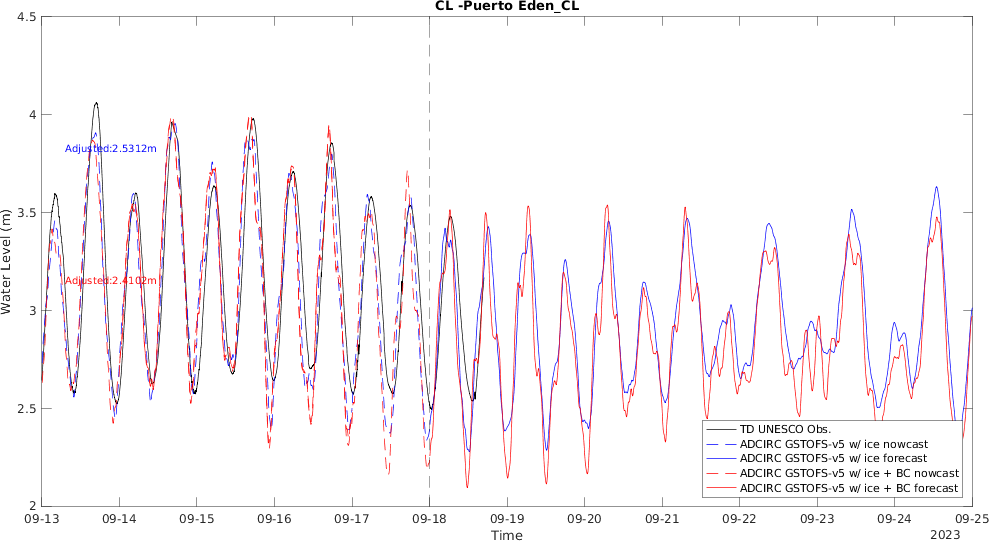 CL -Puerto Eden_CL
4.5
4
3.5
3
2.5
2
Water Level (m)
Adjusted:2.5312m
Adjusted:2.4102m
TD UNESCO Obs.
ADCIRC GSTOFS-v5 w/ ice nowcast
ADCIRC GSTOFS-v5 w/ ice forecast
ADCIRC GSTOFS-v5 w/ ice + BC nowcast
ADCIRC GSTOFS-v5 w/ ice + BC forecast
09-13 09-14 09-15 09-16 09-17 09-18 09-19 09-20 09-21 09-22 09-23 09-24 09-25
Time
2023